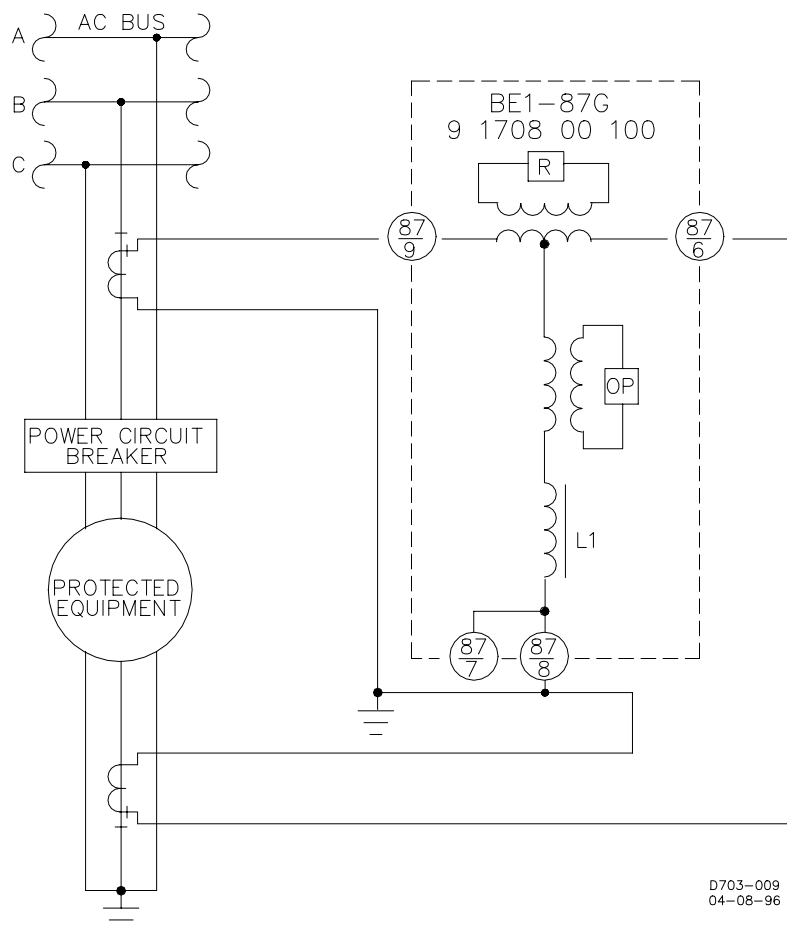 AC BUS
A
B
C
BE1-87G
9 1708 00 100
R
87
9
87
6
OP
POWER CIRCUIT
BREAKER
L1
PROTECTED
EQUIPMENT
87
7
87
8
D703-009
04-08-96